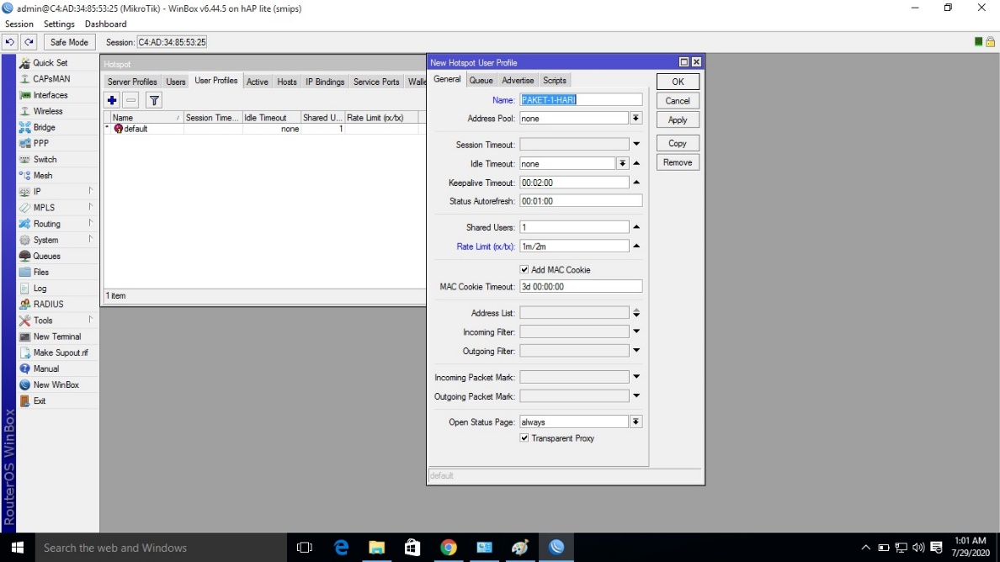 admin@C4:AD:34:85:53:25 (MikroTik) - WinBox v6.44.5 on hAP lite (smips)
Session Settings Dashboard
Safe Mode Session: C4:AD:34:85:53:25
Quick Set
CAPsMAN
Interfaces
Wireless
Bridge
PPP
Switch
Mesh
IP
MPLS
Routing
System
Queues
Files
Log
RADIUS
Tools
New Terminal
Make Supout.rif
Manual
New WinBox
Exit
RouterOS WinBox
Hotspot
Server Profiles Users User Profiles Active Hosts IP Bindings Service Ports Walle
Name Session Time... Idle Timeout Shared U... Rate Limit (rx/tx)
* default none 1
1 item
New Hotspot User Profile
General Queue Advertise Scripts
Name: PAKET-1-HARI
Address Pool: none
Session Timeout:
Idle Timeout: none
Keepalive Timeout: 00:02:00
Status Autorefresh: 00:01:00
Shared Users: 1
Rate Limit (rx/tx): 1m/2m
Add MAC Cookie
MAC Cookie Timeout: 3d 00:00:00
Address List:
Incoming Filter:
Outgoing Filter:
Incoming Packet Mark:
Outgoing Packet Mark:
Open Status Page: always
Transparent Proxy
default
OK
Cancel
Apply
Copy
Remove
Search the web and Windows
1:01 AM
7/29/2020